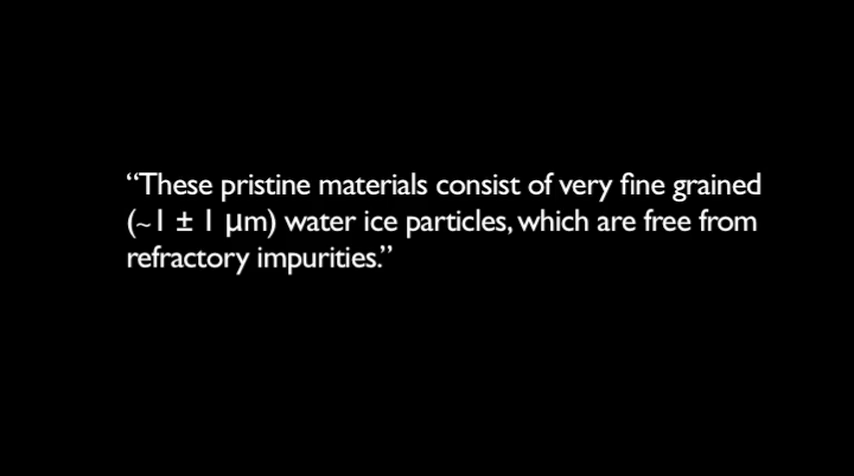 “These pristine materials consist of very fine grained
(~1 ± 1 μm) water ice particles, which are free from
refractory impurities.”